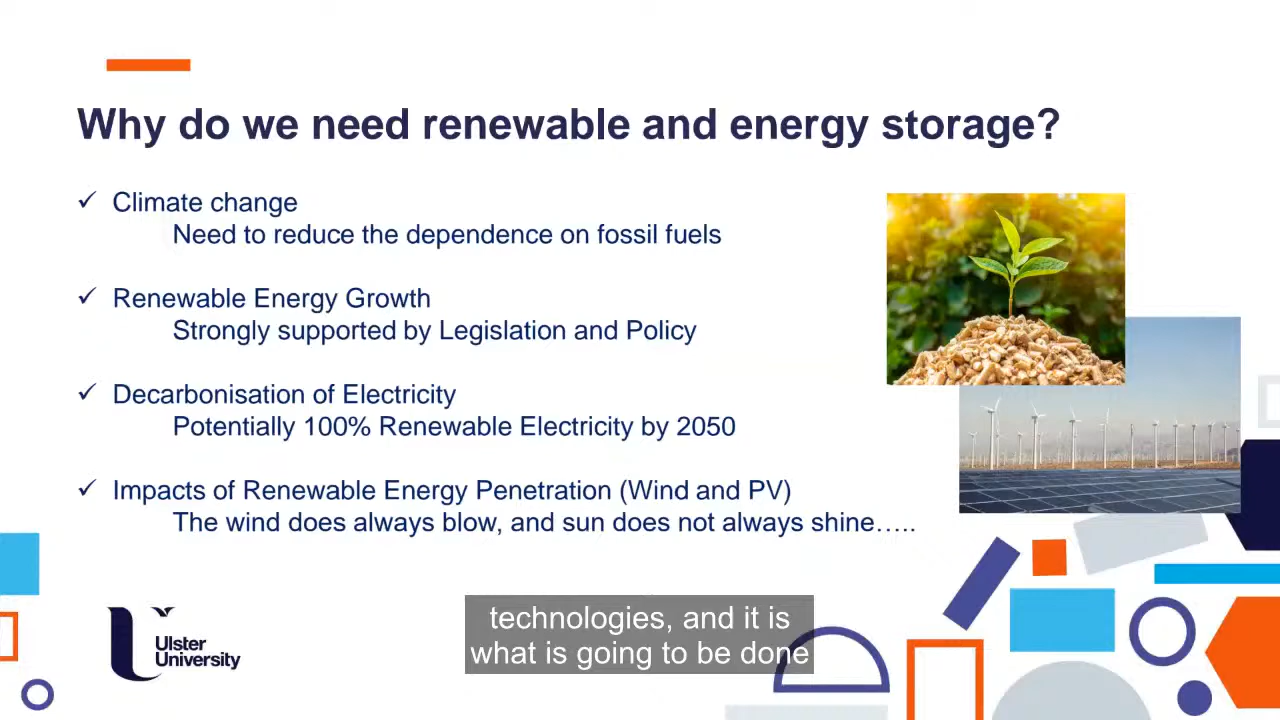 Why do we need renewable and energy storage?
✓ Climate change
Need to reduce the dependence on fossil fuels
✓ Renewable Energy Growth
Strongly supported by Legislation and Policy
✓ Decarbonisation of Electricity
Potentially 100% Renewable Electricity by 2050
✓ Impacts of Renewable Energy Penetration (Wind and PV)
The wind does always blow, and sun does not always shine…..
Ulster
University
technologies, and it is
what is going to be done